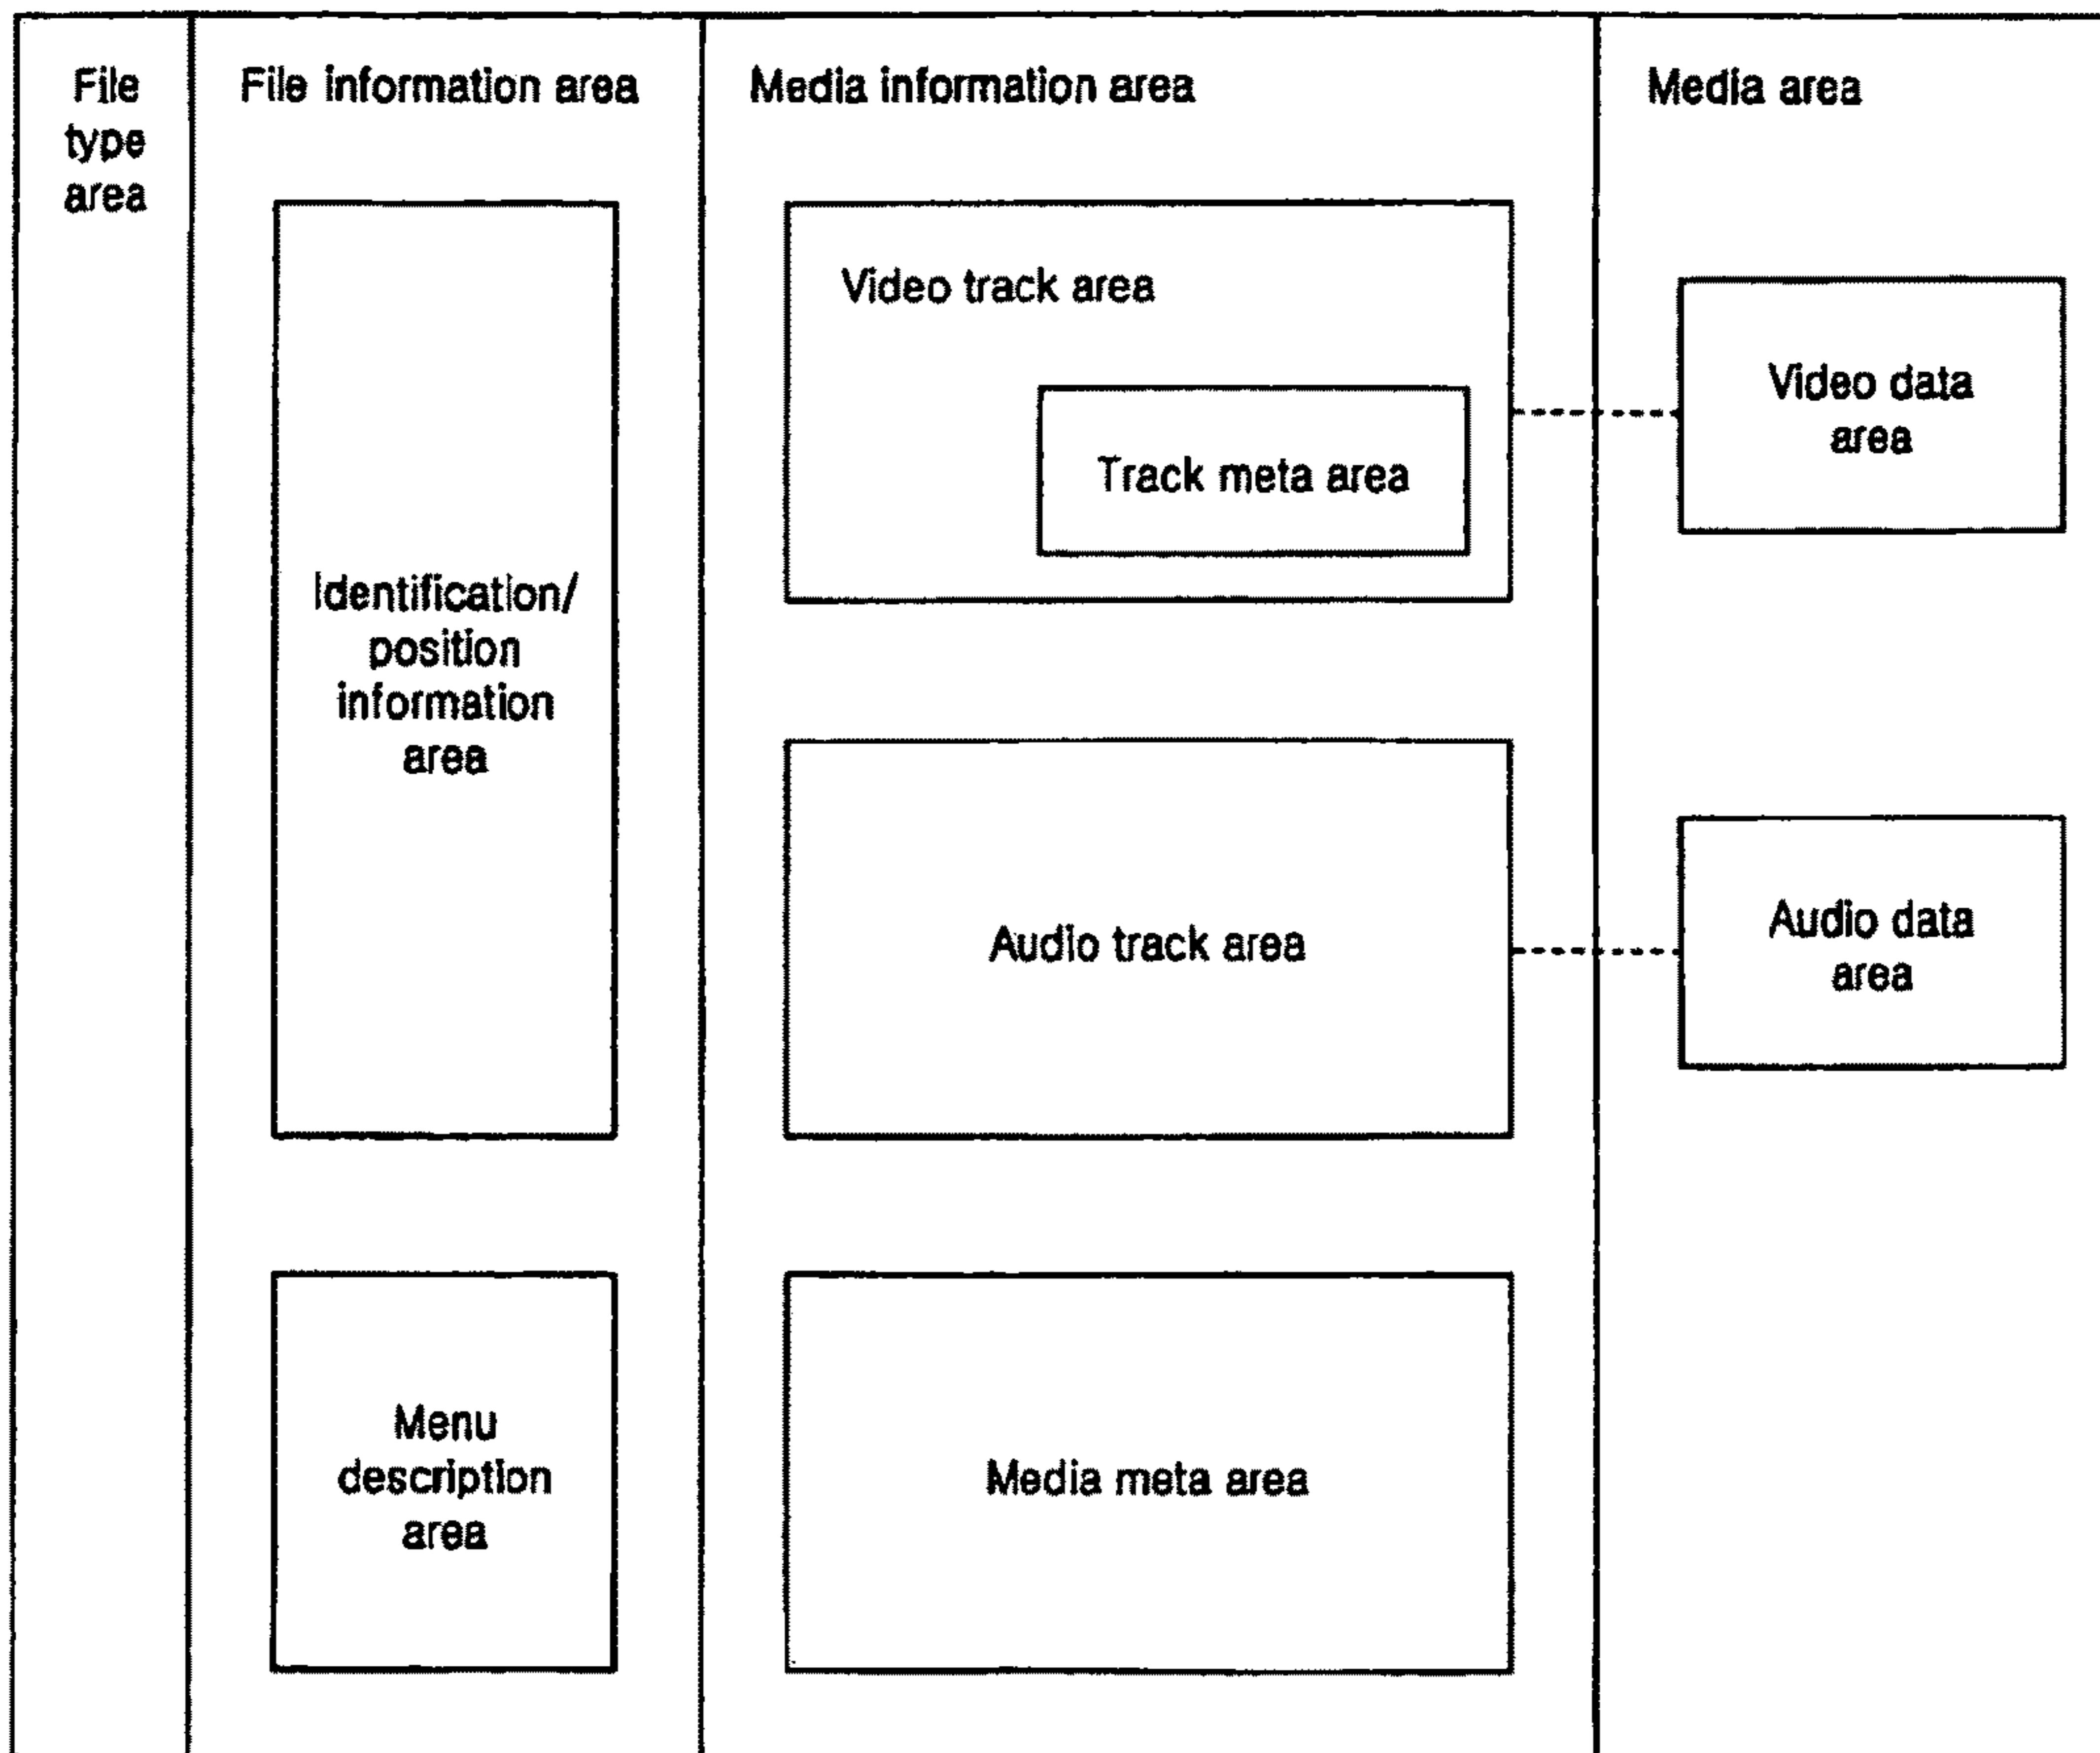 File
type
area
File information area
Identification/
position
information
area
Menu
description
area
Media information area
Video track area
Track meta area
Audio track area
Media meta area
Media area
Video data
area
Audio data
area